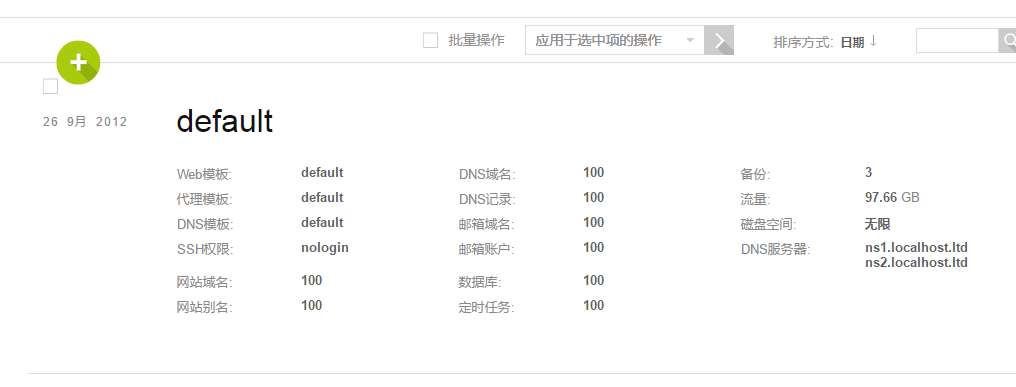 批量操作 应用于选中项的操作 排序方式: 日期 ↓
26 9月 2012
default
Web模板: default DNS域名: 100 备份: 3
代理模板: default DNS记录: 100 流量: 97.66 GB
DNS模板: default 邮箱域名: 100 磁盘空间: 无限
SSH权限: nologin 邮箱账户: 100 DNS服务器: ns1.localhost.ltd
ns2.localhost.ltd
网站域名: 100 数据库: 100
网站别名: 100 定时任务: 100